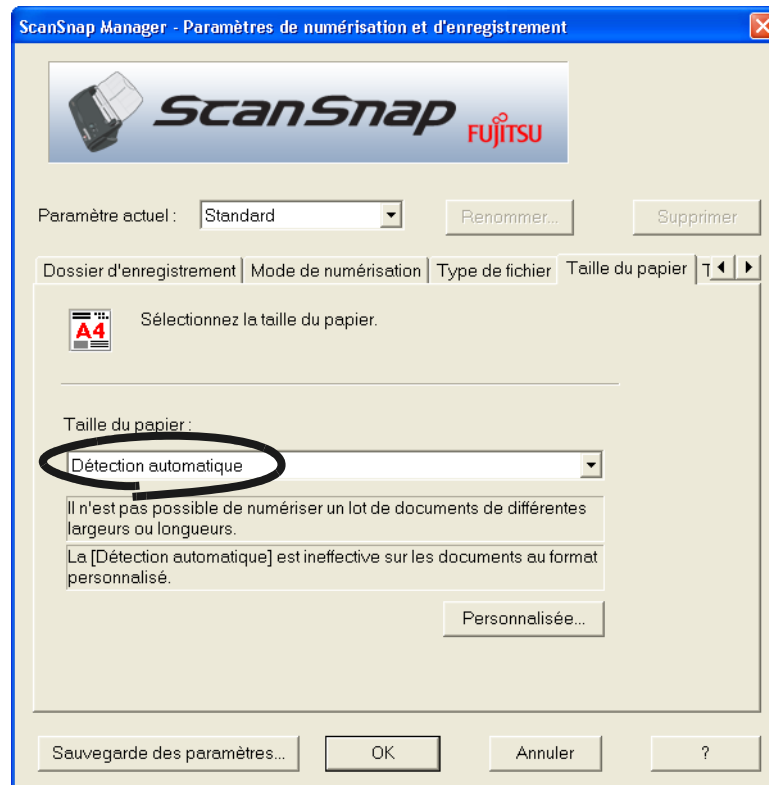 ScanSnap Manager - Paramètres de numérisation et d'enregistrement
ScanSnap
FUJITSU
Paramètre actuel :
Standard
Renommer...
Supprimer
Dossier d'enregistrement
Mode de numérisation
Type de fichier
Taille du papier
A4
Sélectionnez la taille du papier.
Taille du papier :
Détection automatique
Il n'est pas possible de numériser un lot de documents de différentes
largeurs ou longueurs.
La [Détection automatique] est ineffective sur les documents au format
personnalisé.
Personnalisée...
Sauvegarde des paramètres...
OK
Annuler
?